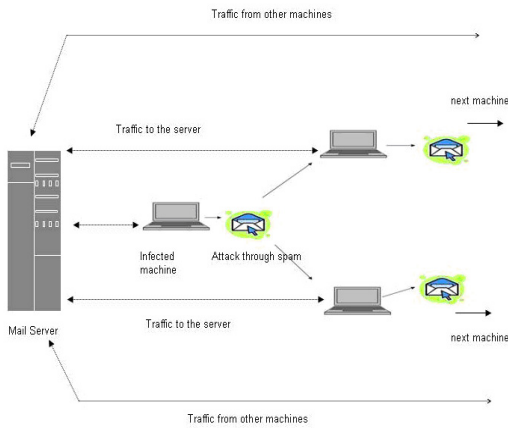 Traffic from other machines
next machine
Traffic to the server
Infected
machine
Attack through spam
Mail Server
Traffic to the server
next machine
Traffic from other machines